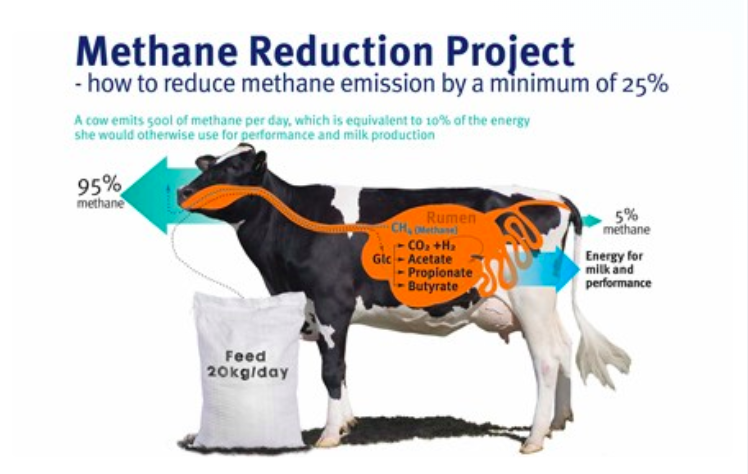 Methane Reduction Project
- how to reduce methane emission by a minimum of 25%
A cow emits 500l of methane per day, which is equivalent to 10% of the energy
she would otherwise use for performance and milk production
95%
methane
Rumen
CH₄ (Methane)
CO₂ +H₂
Glc Acetate
Propionate
Butyrate
5%
methane
Energy for
milk and
performance
Feed
20kg/day